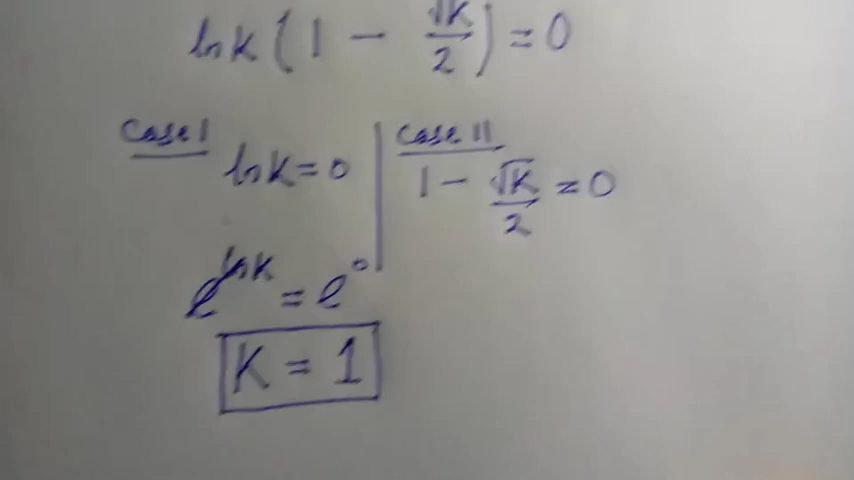 lnK(1 - √K/2) = 0
Case I
lnK = 0
e^lnK = e^0
K = 1
Case II
1 - √K/2 = 0